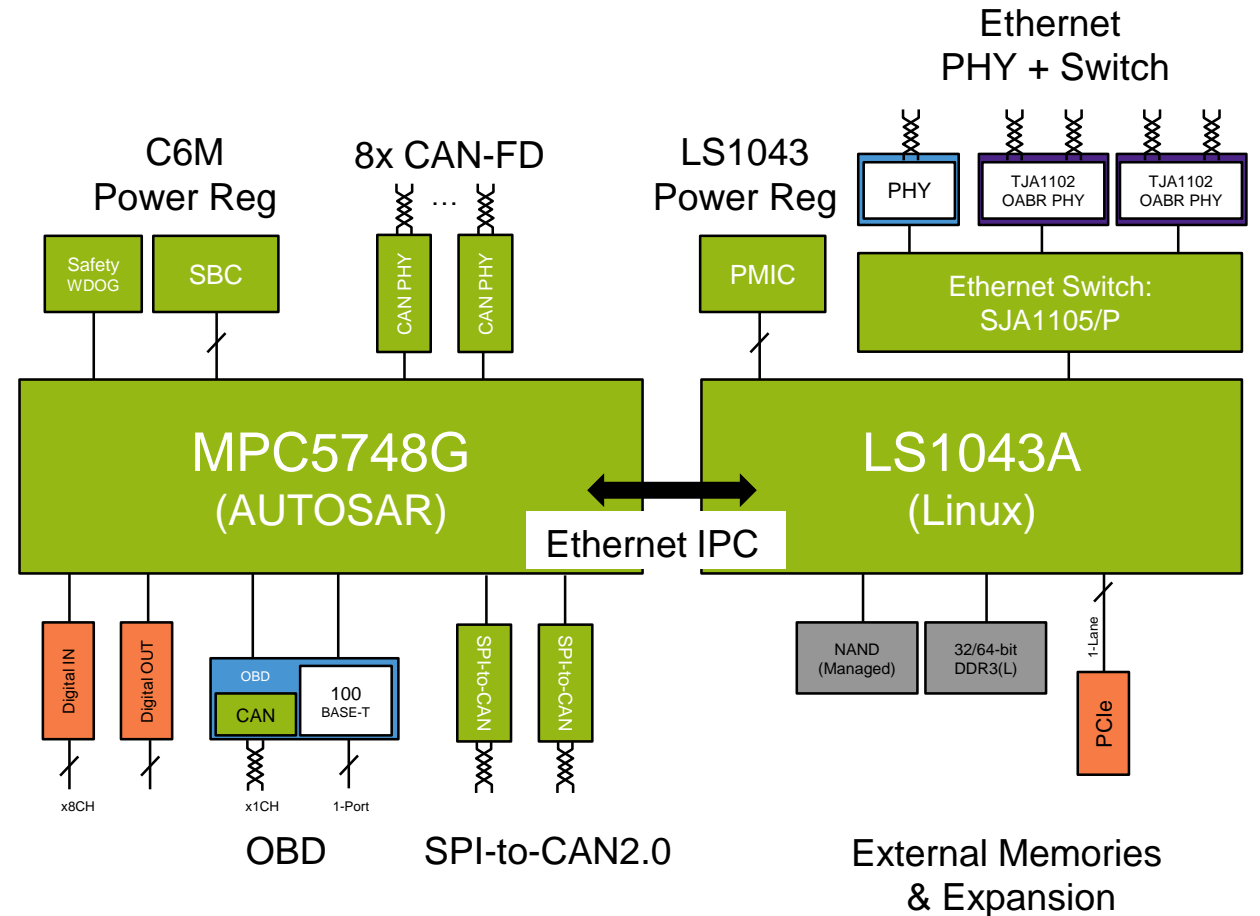 Ethernet
PHY + Switch
C6M
Power Reg
8x CAN-FD
LS1043
Power Reg
...
PHY
TJA1102
OABR PHY
TJA1102
OABR PHY
Safety
WDOG
SBC
CAN PHY
CAN PHY
PMIC
Ethernet Switch:
SJA1105/P
MPC5748G
(AUTOSAR)
LS1043A
(Linux)
Ethernet IPC
Digital IN
Digital OUT
OBD
CAN
100
BASE-T
SPI-to-CAN
SPI-to-CAN
NAND
(Managed)
32/64-bit
DDR3(L)
1-Lane
PCIe
x8CH
x1CH
1-Port
OBD
SPI-to-CAN2.0
External Memories
& Expansion